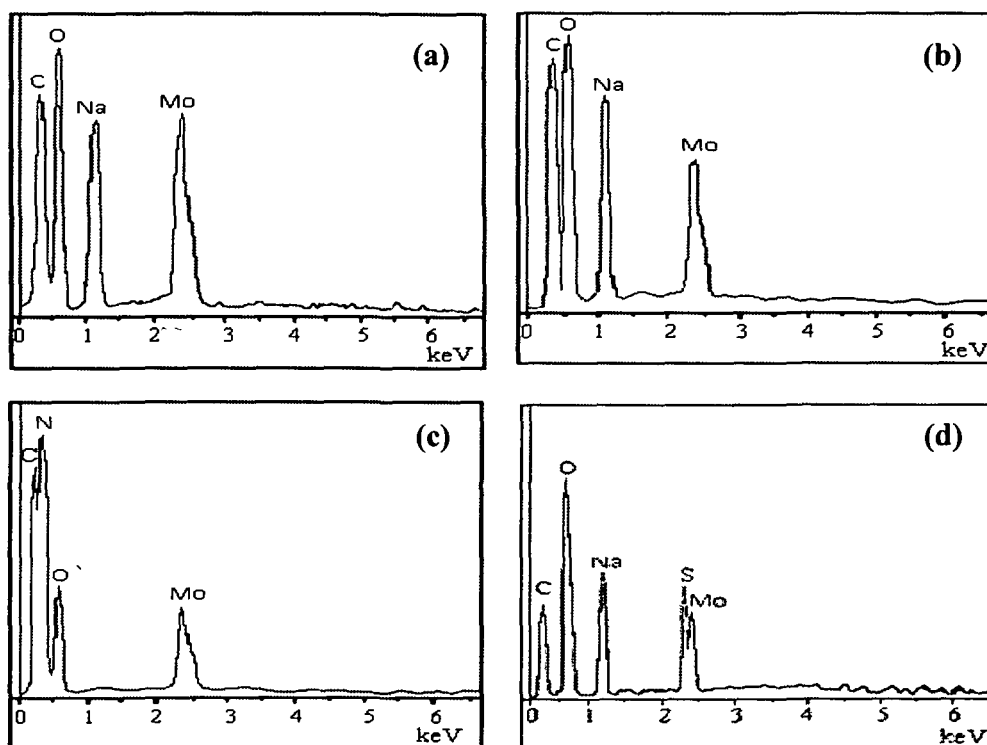 (a)
C O Na Mo
0 1 2 3 4 5 6
keV
(b)
C O Na Mo
0 1 2 3 4 5 6
keV
(c)
C N O Mo
0 1 2 3 4 5 6
keV
(d)
C O Na S Mo
0 1 2 3 4 5 6
keV